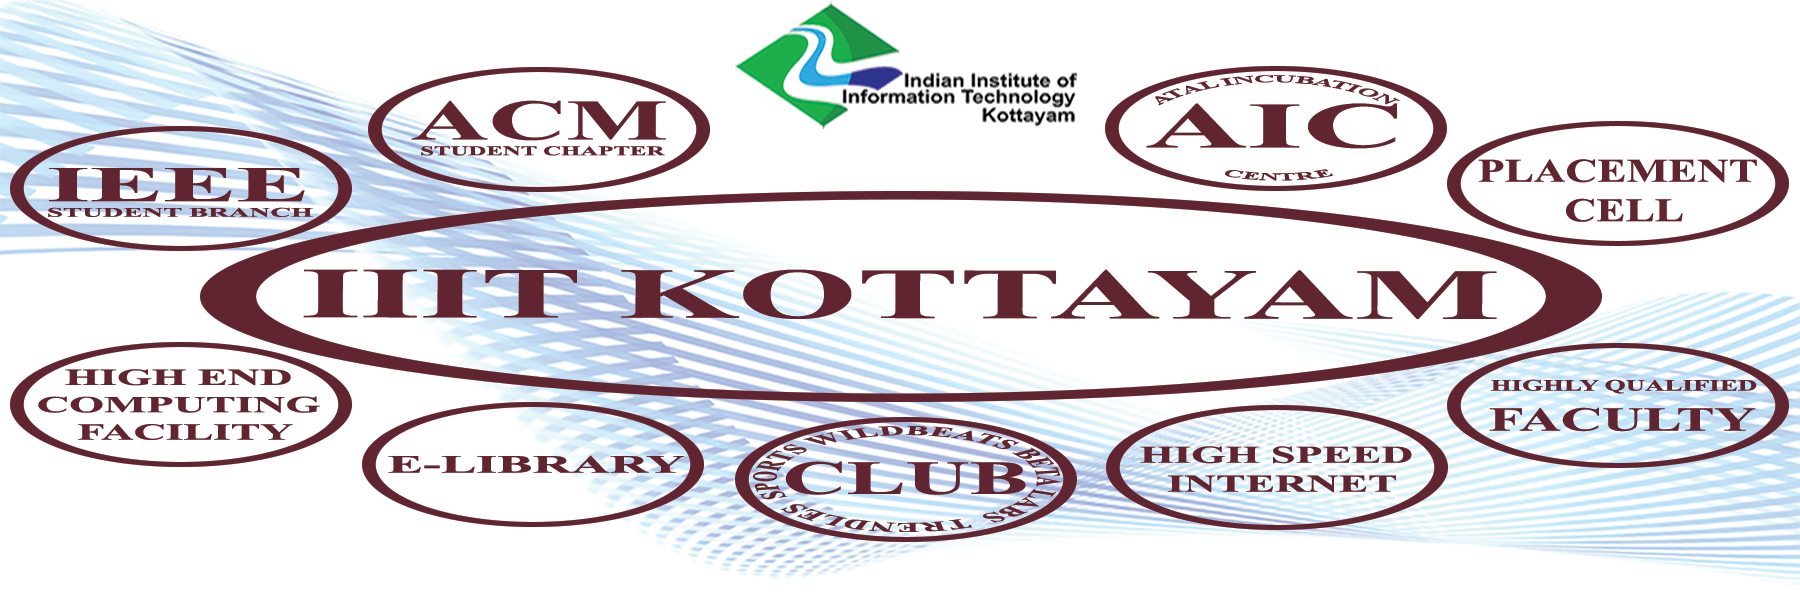 Indian Institute of
Information Technology
Kottayam
IEEE
STUDENT BRANCH
ACM
STUDENT CHAPTER
ATAL INCUBATION
AIC
CENTRE
PLACEMENT
CELL
IIIT KOTTAYAM
HIGH END
COMPUTING
FACILITY
E-LIBRARY
SPORTS WILDBEATS BETALABS TRENDLES
CLUB
HIGH SPEED
INTERNET
HIGHLY QUALIFIED
FACULTY